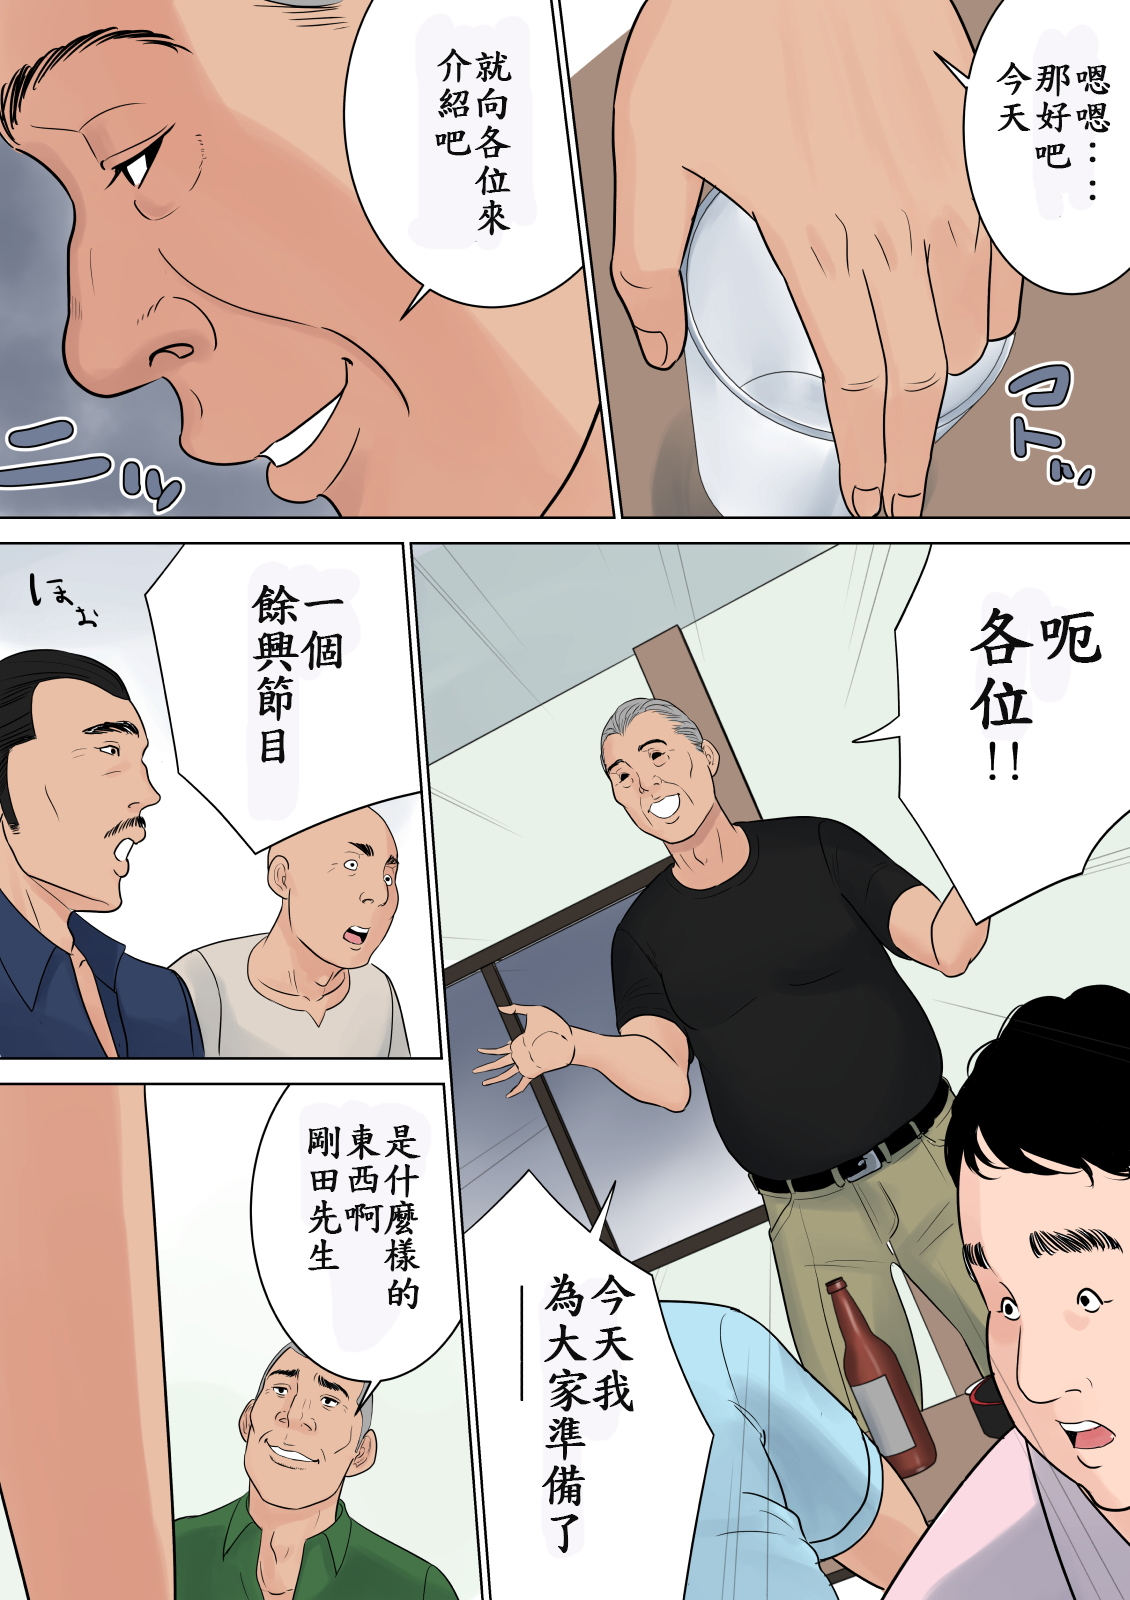 嗯嗯……
那好吧
今天
コトッ
就向各位來
介紹吧
ニニッ
呃
各位!!
今天我
為大家準備了
——
一個
餘興節目
ほぉ
是什麼樣的
東西啊
剛田先生